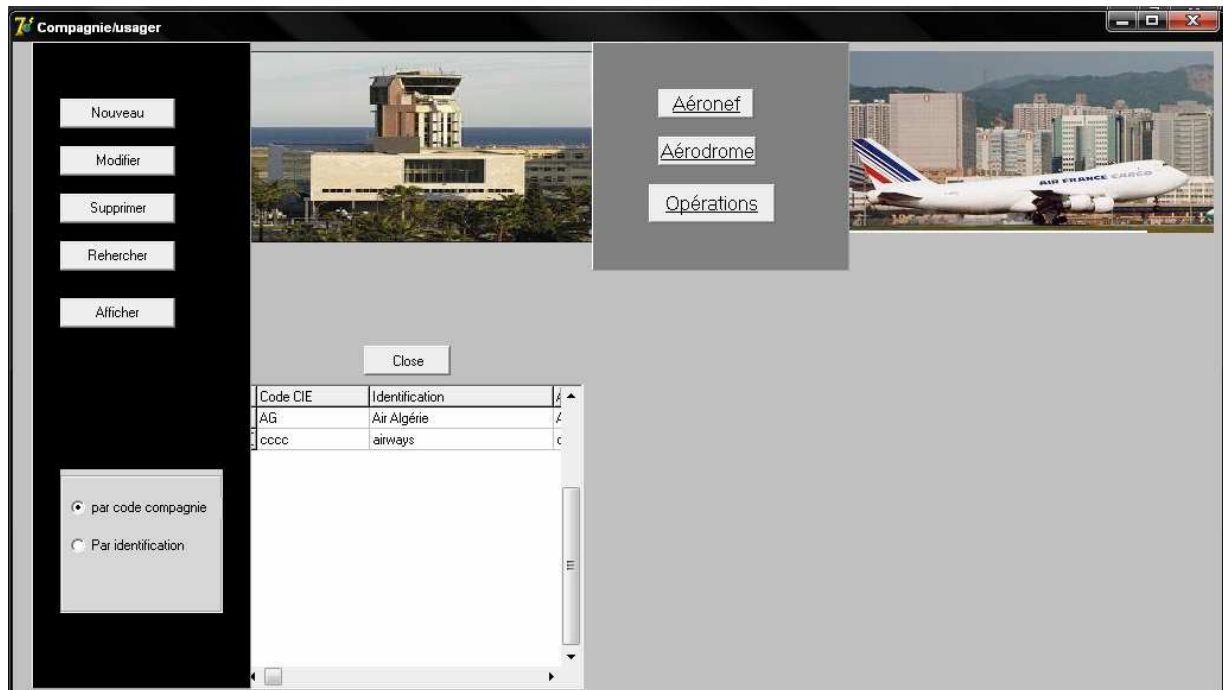 Compagnie/usager
Nouveau
Modifier
Supprimer
Rehercher
Afficher
Aéronef
Aérodrome
Opérations
AIR FRANCE CARGO
Close
Code CIE Identification A
AG Air Algérie A
cccc airways c
par code compagnie
Par identification